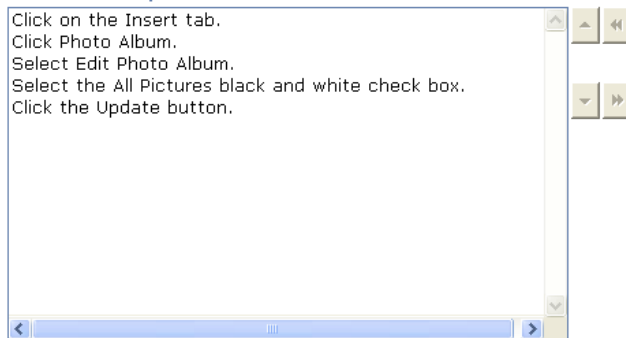 Click on the Insert tab.
Click Photo Album.
Select Edit Photo Album.
Select the All Pictures black and white check box.
Click the Update button.